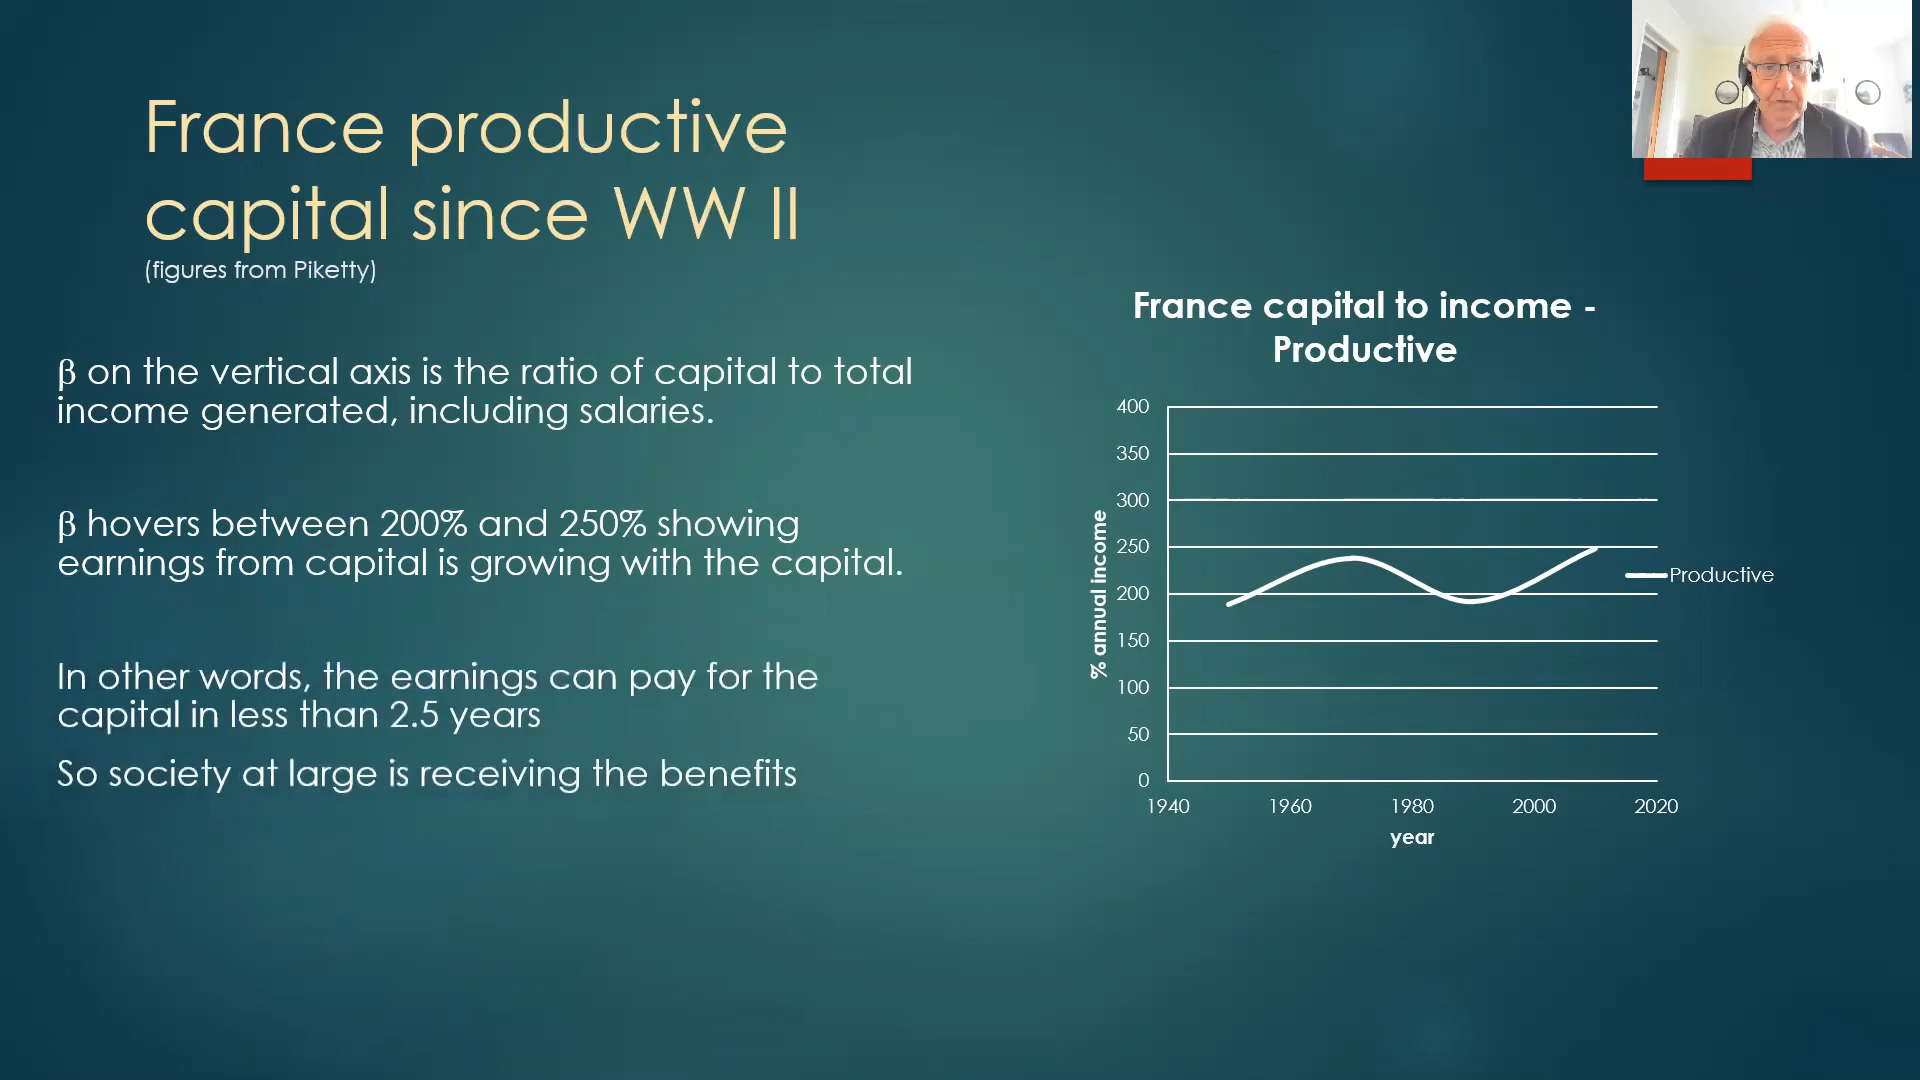 France productive
capital since WW II
(figures from Piketty)
β on the vertical axis is the ratio of capital to total
income generated, including salaries.
β hovers between 200% and 250% showing
earnings from capital is growing with the capital.
In other words, the earnings can pay for the
capital in less than 2.5 years
So society at large is receiving the benefits
France capital to income -
Productive
400
350
300
250
200
150
100
50
0
% annual income
1940 1960 1980 2000 2020
year
Productive